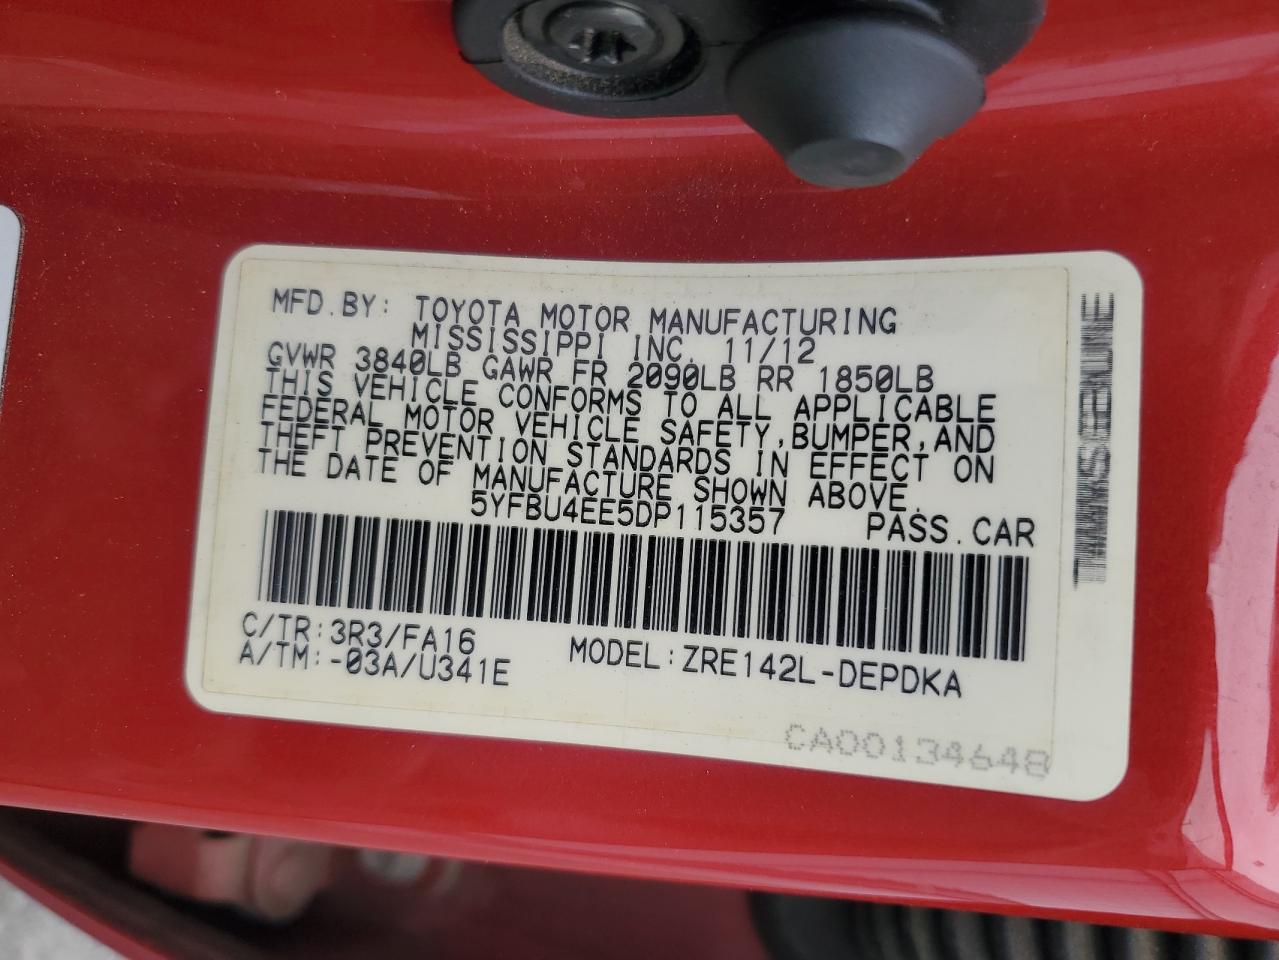 MFD.BY: TOYOTA MOTOR MANUFACTURING
MISSISSIPPI INC. 11/12
GVWR 3840LB GAWR FR 2090LB RR 1850LB
THIS VEHICLE CONFORMS TO ALL APPLICABLE
FEDERAL MOTOR VEHICLE SAFETY,BUMPER,AND
THEFT PREVENTION STANDARDS IN EFFECT ON
THE DATE OF MANUFACTURE SHOWN ABOVE.
5YFBU4EE5DP115357 PASS.CAR
C/TR:3R3/FA16
A/TM:-03A/U341E MODEL:ZRE142L-DEPDKA
CA00134648